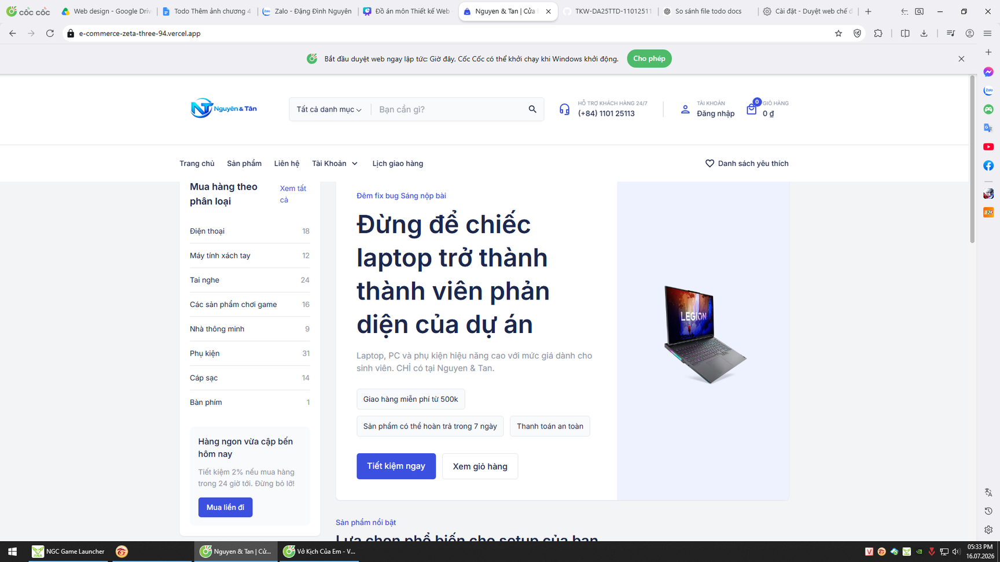 cốc cốc
Web design - Google Driv
Todo Thêm ảnh chương 4
Zalo - Đặng Đình Nguyên
Đồ án môn Thiết kế Web
Nguyen & Tan | Cửa
TKW-DA25TTD-11012511
So sánh file todo docs
Cài đặt - Duyệt web chế đ
e-commerce-zeta-three-94.vercel.app
Bắt đầu duyệt web ngay lập tức: Giờ đây, Cốc Cốc có thể khởi chạy khi Windows khởi động.
Cho phép
NT Nguyên & Tân
Tất cả danh mục
Bạn cần gì?
HỖ TRỢ KHÁCH HÀNG 24/7
(+84) 1101 25113
TÀI KHOẢN
Đăng nhập
0
GIỎ HÀNG
0 ₫
Trang chủ
Sản phẩm
Liên hệ
Tài Khoản
Lịch giao hàng
Danh sách yêu thích
Mua hàng theo
phân loại
Xem tất
cả
Điện thoại 18
Máy tính xách tay 12
Tai nghe 24
Các sản phẩm chơi game 16
Nhà thông minh 9
Phụ kiện 31
Cáp sạc 14
Bàn phím 1
Hàng ngon vừa cập bến
hôm nay
Tiết kiệm 2% nếu mua hàng
trong 24 giờ tới. Đừng bỏ lỡ!
Mua liền đi
Đêm fix bug Sáng nộp bài
Đừng để chiếc
laptop trở thành
thành viên phản
diện của dự án
Laptop, PC và phụ kiện hiệu năng cao với mức giá dành cho
sinh viên. CHỈ có tại Nguyen & Tan.
Giao hàng miễn phí từ 500k
Sản phẩm có thể hoàn trả trong 7 ngày
Thanh toán an toàn
Tiết kiệm ngay
Xem giỏ hàng
LEGION
Sản phẩm nổi bật
Lựa chọn phổ biến cho setup của bạn
Zalo
NGC Game Launcher
Nguyen & Tan | Cử...
Vở Kịch Của Em - V...
05:33 PM
16.07.2026